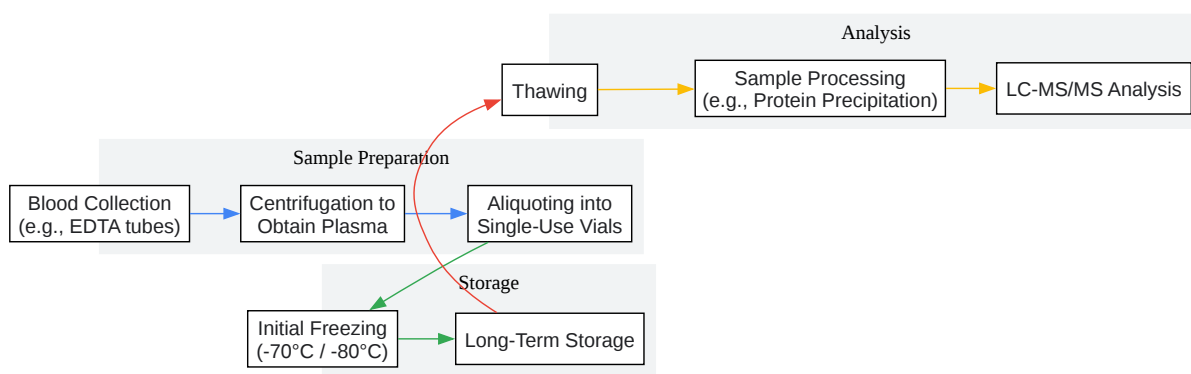 Analysis
Thawing
Sample Processing
(e.g., Protein Precipitation)
LC-MS/MS Analysis
Sample Preparation
Blood Collection
(e.g., EDTA tubes)
Centrifugation to
Obtain Plasma
Aliquoting into
Single-Use Vials
Storage
Initial Freezing
(-70°C / -80°C)
Long-Term Storage